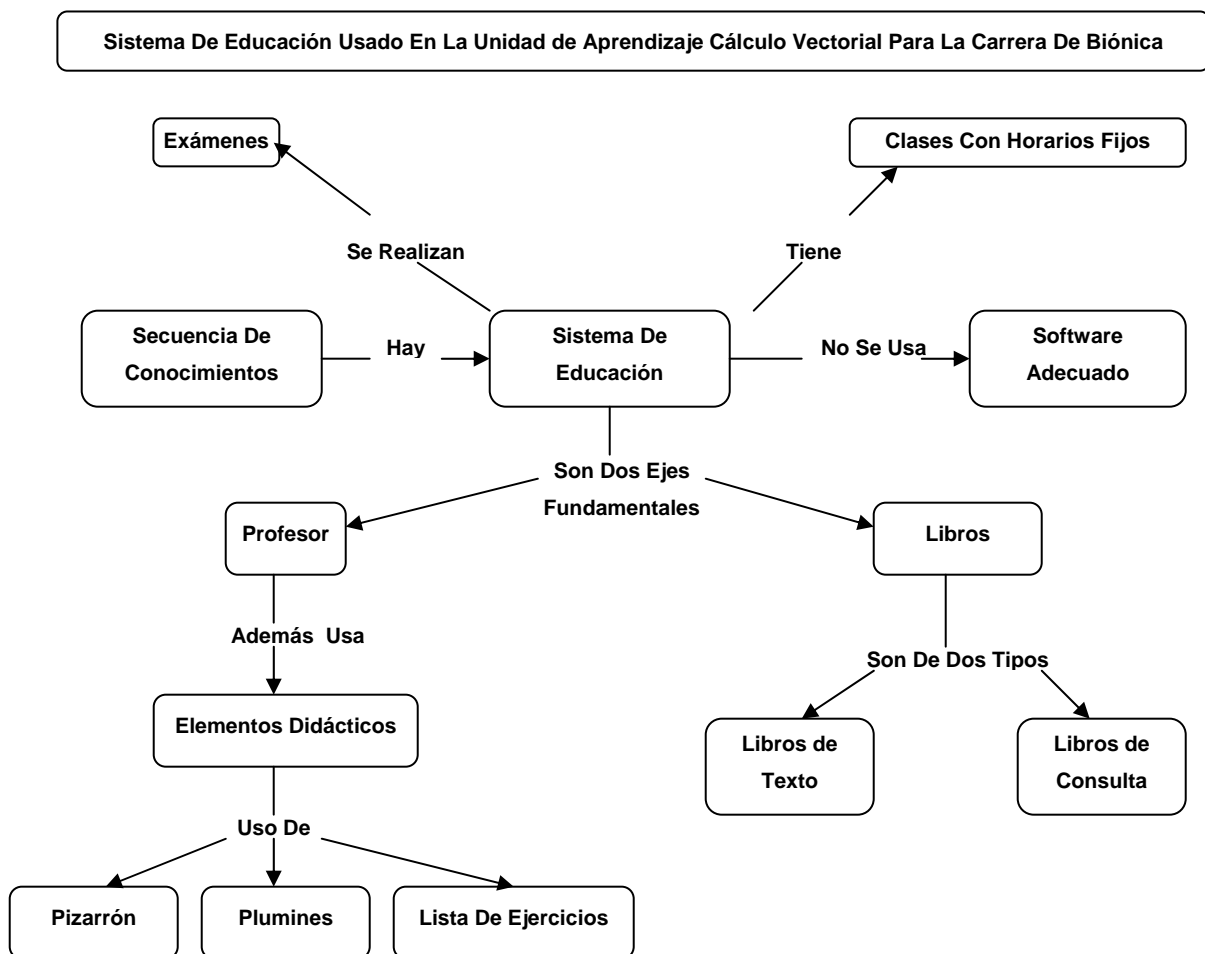 Sistema De Educación Usado En La Unidad de Aprendizaje Cálculo Vectorial Para La Carrera De Biónica
Exámenes
Clases Con Horarios Fijos
Se Realizan
Tiene
Secuencia De
Conocimientos
Hay
Sistema De
Educación
No Se Usa
Software
Adecuado
Son Dos Ejes
Fundamentales
Profesor
Libros
Además  Usa
Son De Dos Tipos
Elementos Didácticos
Libros de
Texto
Libros de
Consulta
Uso De
Pizarrón
Plumines
Lista De Ejercicios